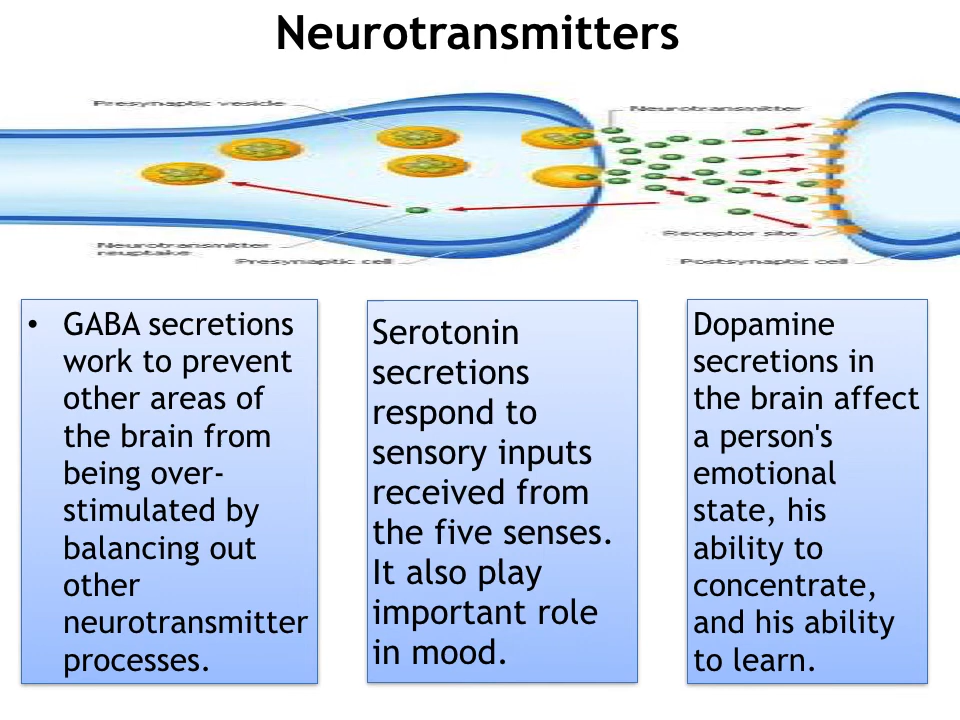 Neurotransmitters
Presynaptic vesicle
Neurotransmitter
Neurotransmitter
reuptake
Presynaptic cell
Receptor site
Postsynaptic cell
• GABA secretions
work to prevent
other areas of
the brain from
being over-
stimulated by
balancing out
other
neurotransmitter
processes.
Serotonin
secretions
respond to
sensory inputs
received from
the five senses.
It also play
important role
in mood.
Dopamine
secretions in
the brain affect
a person's
emotional
state, his
ability to
concentrate,
and his ability
to learn.